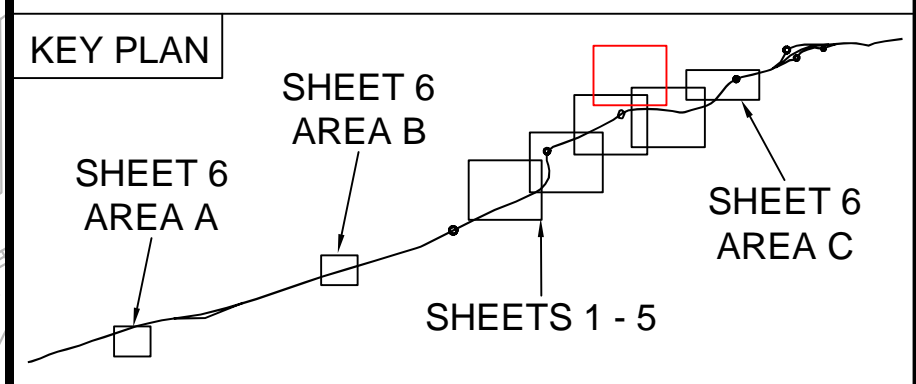 KEY PLAN
SHEET 6
AREA B
SHEET 6
AREA A
SHEET 6
AREA C
SHEETS 1 - 5